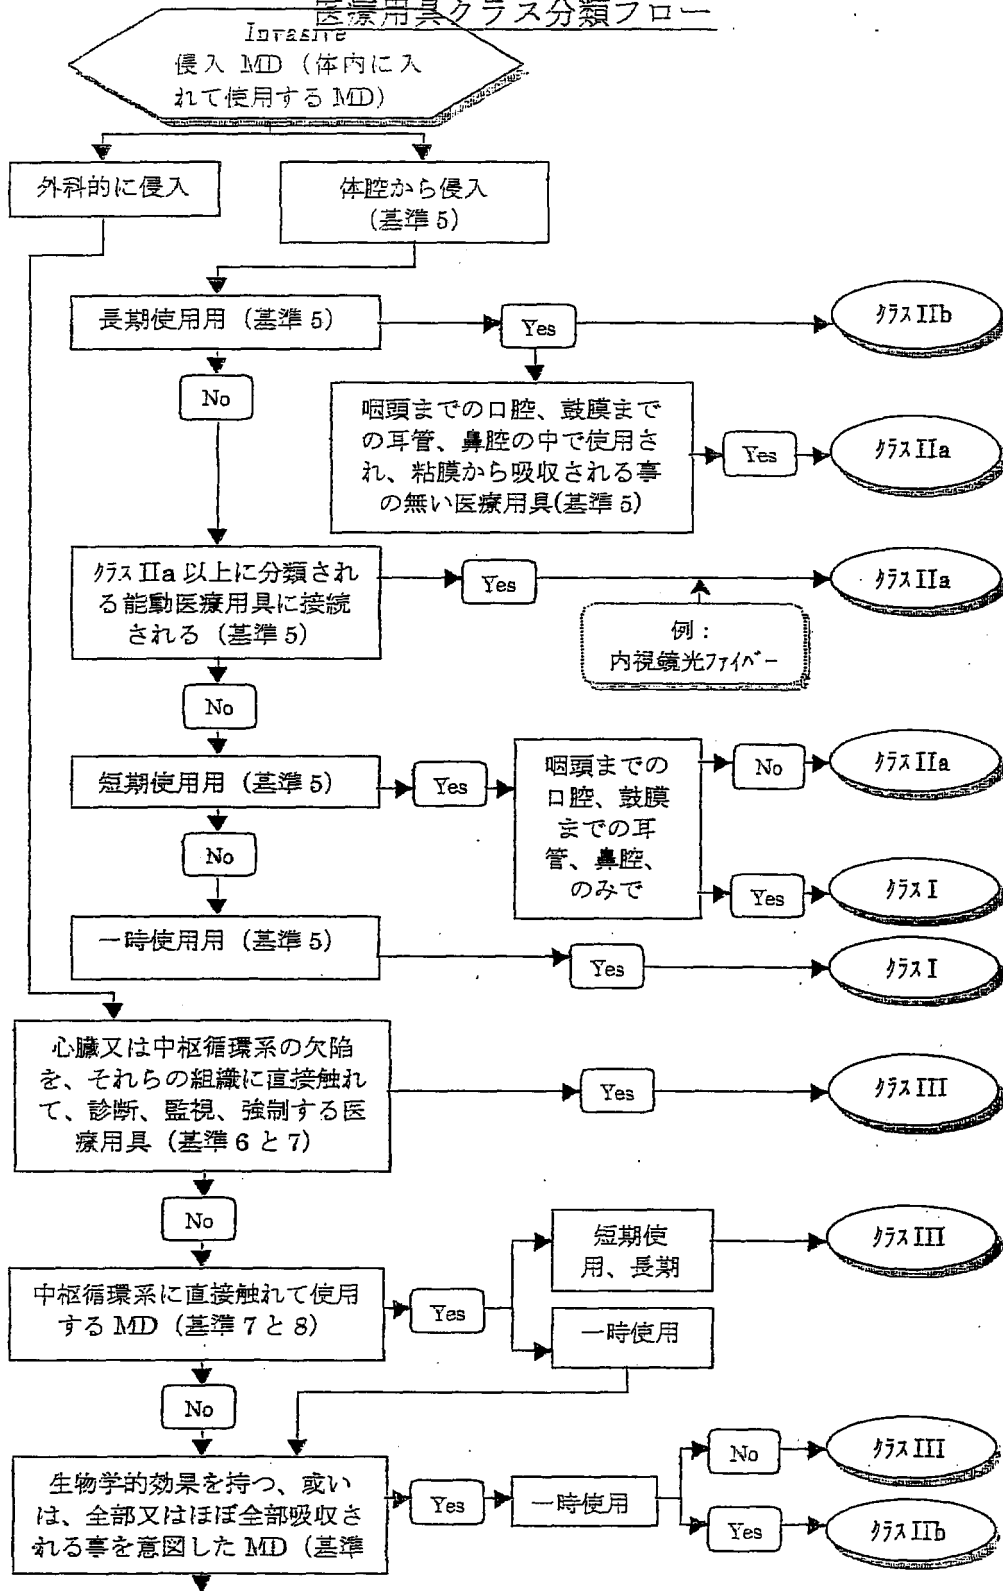 医療用具クラス分類フロー
Invasive
侵入 MD（体内に入
れて使用する MD）
外科的に侵入
体腔から侵入
（基準 5）
長期使用用（基準 5）
Yes
クラス IIb
No
咽頭までの口腔、鼓膜まで
の耳管、鼻腔の中で使用さ
れ、粘膜から吸収される事
の無い医療用具(基準 5）
Yes
クラス IIa
クラス IIa 以上に分類され
る能動医療用具に接続
される（基準 5）
Yes
クラス IIa
例：
内視鏡光ファイバー
No
短期使用用（基準 5）
Yes
咽頭までの
口腔、鼓膜
までの耳
管、鼻腔、
のみで
No
クラス IIa
Yes
クラス I
No
一時使用用（基準 5）
Yes
クラス I
心臓又は中枢循環系の欠陥
を、それらの組織に直接触れ
て、診断、監視、強制する医
療用具（基準 6 と 7）
Yes
クラス III
No
中枢循環系に直接触れて使用
する MD（基準 7 と 8）
Yes
短期使
用、長期
クラス III
一時使用
No
生物学的効果を持つ、或い
は、全部又はほぼ全部吸収さ
れる事を意図した MD（基準
Yes
一時使用
No
クラス III
Yes
クラス IIb